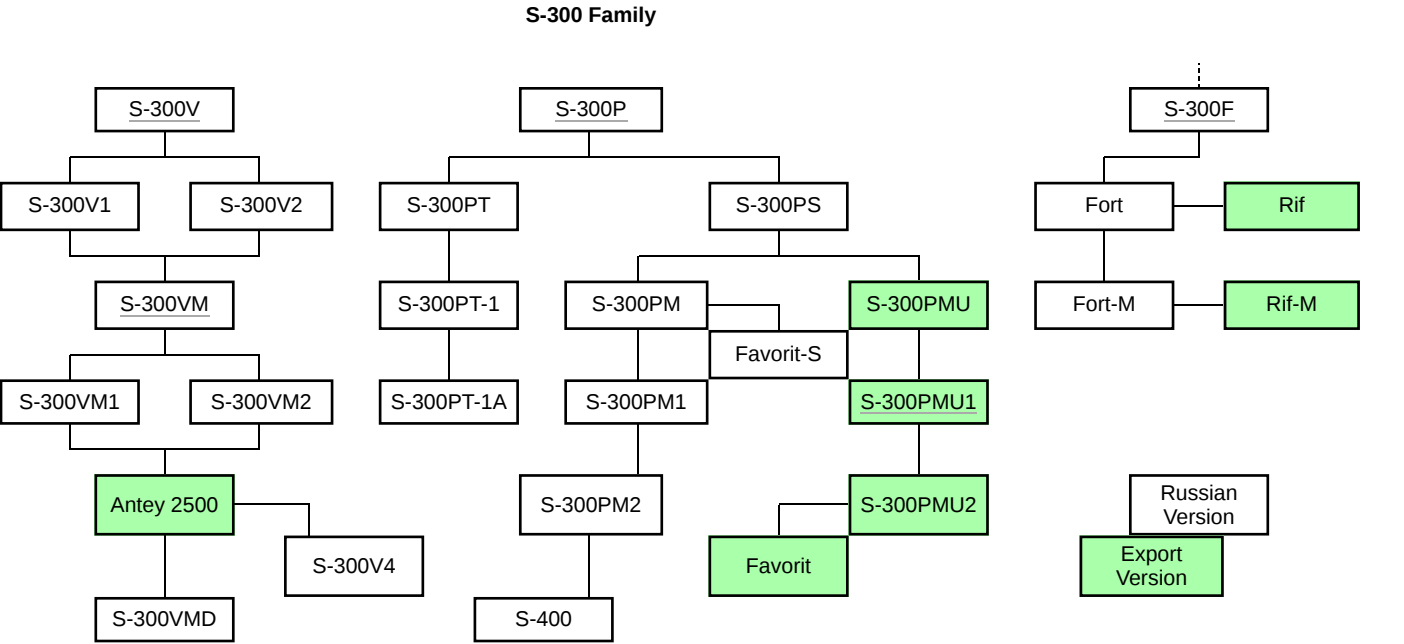 S-300 Family
S-300V
S-300P
S-300F
S-300V1
S-300V2
S-300PT
S-300PS
Fort
Rif
S-300VM
S-300PT-1
S-300PM
S-300PMU
Fort-M
Rif-M
Favorit-S
S-300VM1
S-300VM2
S-300PT-1A
S-300PM1
S-300PMU1
Antey 2500
S-300PM2
S-300PMU2
Russian
Version
S-300V4
Favorit
Export
Version
S-300VMD
S-400